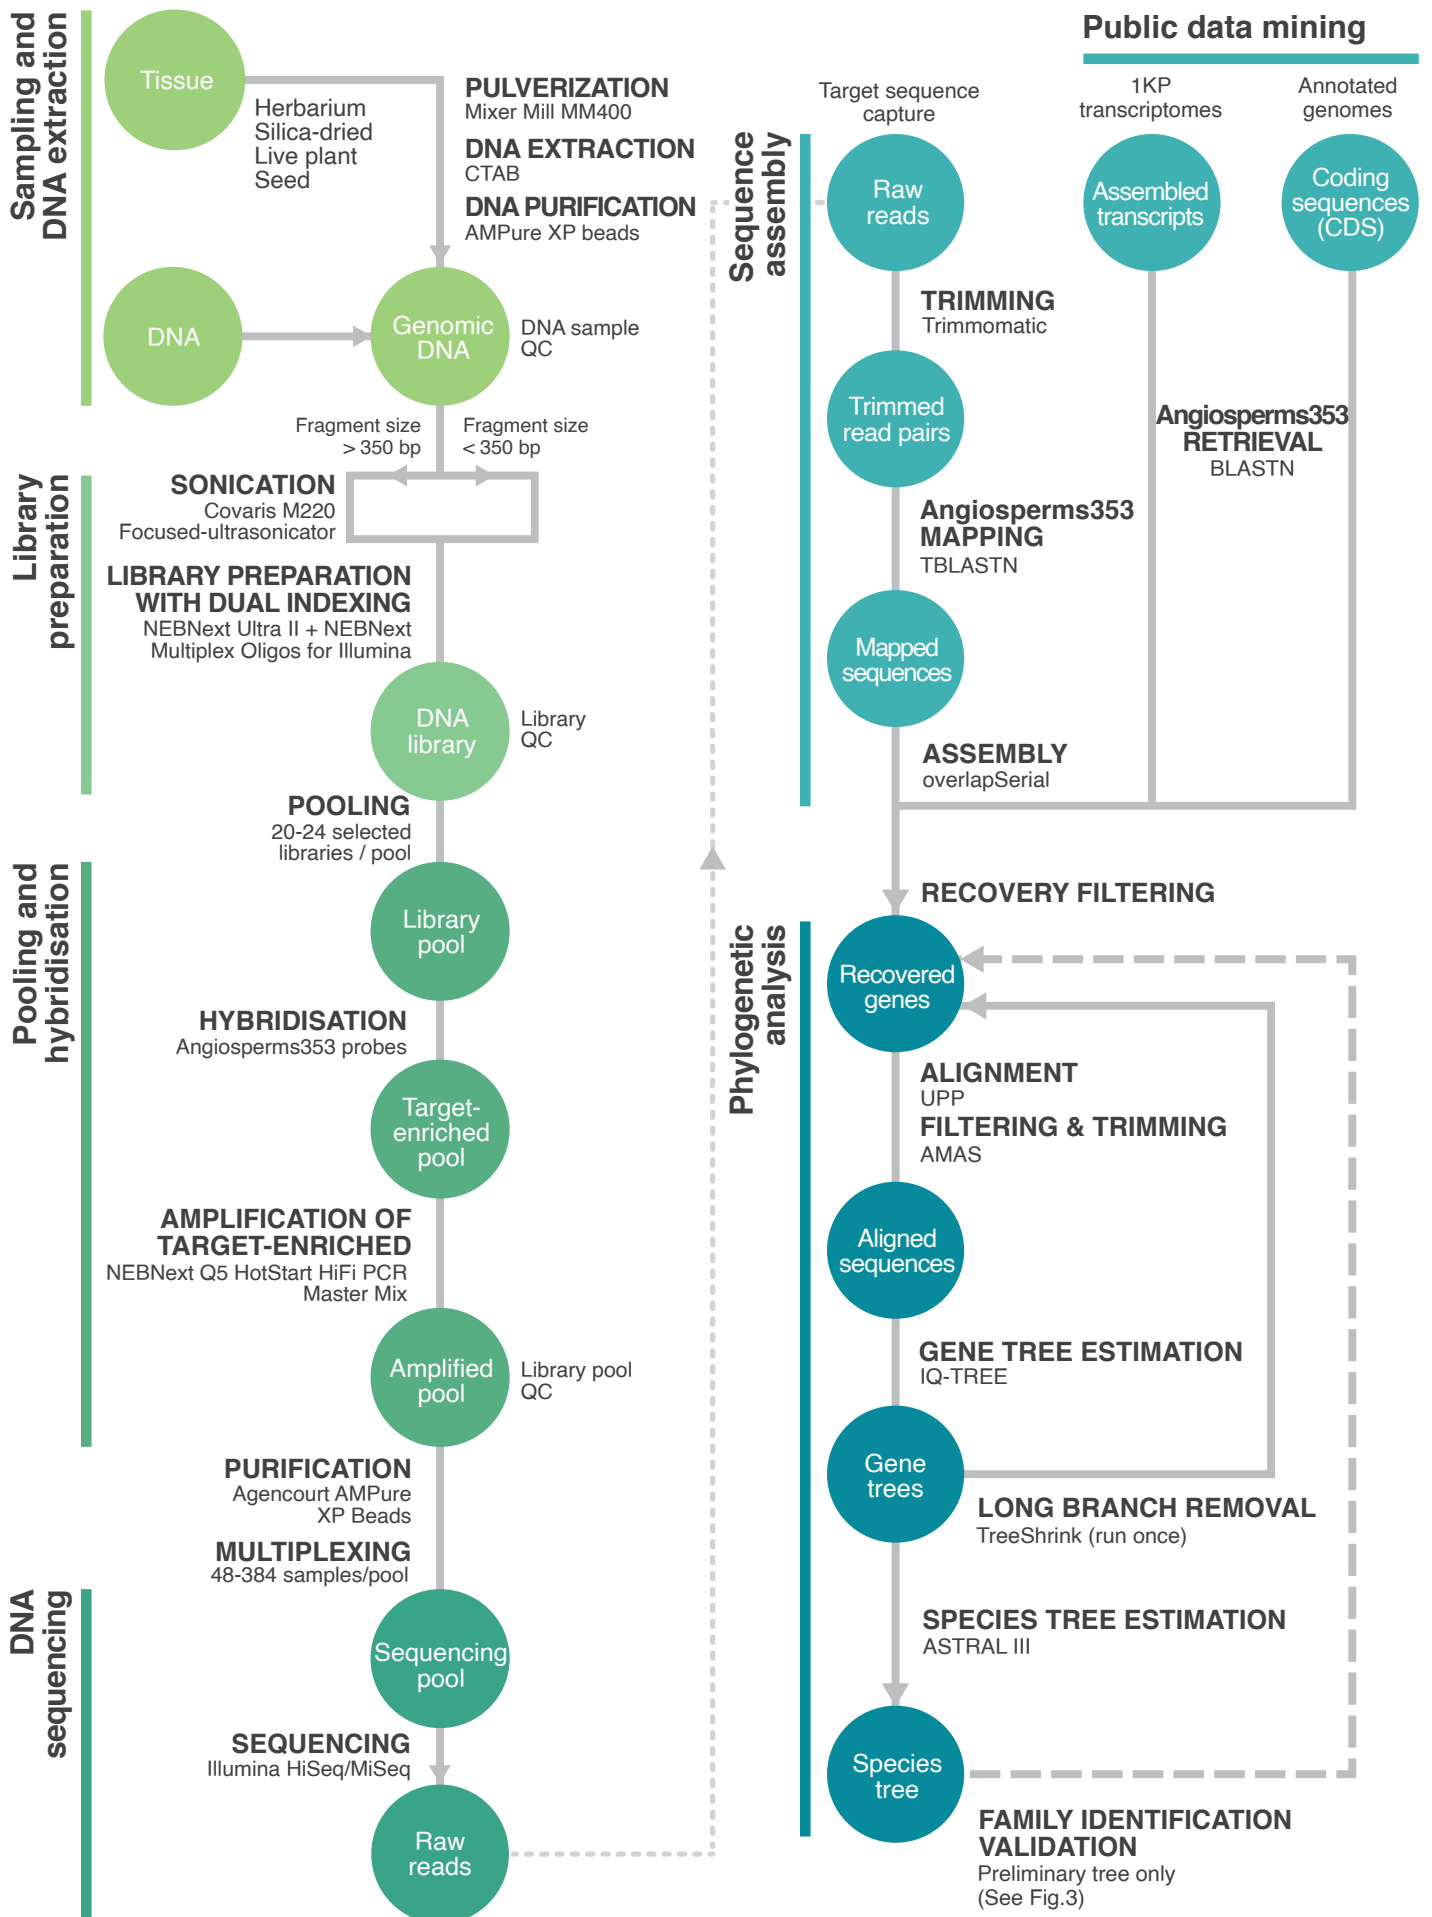 Sampling and
DNA extraction
Tissue
Herbarium
Silica-dried
Live plant
Seed
PULVERIZATION
Mixer Mill MM400
DNA EXTRACTION
CTAB
DNA PURIFICATION
AMPure XP beads
DNA
Genomic
DNA
DNA sample
QC
Fragment size
> 350 bp
Fragment size
< 350 bp
Library
preparation
SONICATION
Covaris M220
Focused-ultrasonicator
LIBRARY PREPARATION
WITH DUAL INDEXING
NEBNext Ultra II + NEBNext
Multiplex Oligos for Illumina
DNA
library
Library
QC
POOLING
20-24 selected
libraries / pool
Pooling and
hybridisation
Library
pool
HYBRIDISATION
Angiosperms353 probes
Target-
enriched
pool
AMPLIFICATION OF
TARGET-ENRICHED
NEBNext Q5 HotStart HiFi PCR
Master Mix
Amplified
pool
Library pool
QC
PURIFICATION
Agencourt AMPure
XP Beads
MULTIPLEXING
48-384 samples/pool
DNA
sequencing
Sequencing
pool
SEQUENCING
Illumina HiSeq/MiSeq
Raw
reads
Public data mining
Target sequence
capture
1KP
transcriptomes
Annotated
genomes
Sequence
assembly
Raw
reads
Assembled
transcripts
Coding
sequences
(CDS)
TRIMMING
Trimmomatic
Trimmed
read pairs
Angiosperms353
RETRIEVAL
BLASTN
Angiosperms353
MAPPING
TBLASTN
Mapped
sequences
ASSEMBLY
overlapSerial
RECOVERY FILTERING
Phylogenetic
analysis
Recovered
genes
ALIGNMENT
UPP
FILTERING & TRIMMING
AMAS
Aligned
sequences
GENE TREE ESTIMATION
IQ-TREE
Gene
trees
LONG BRANCH REMOVAL
TreeShrink (run once)
SPECIES TREE ESTIMATION
ASTRAL III
Species
tree
FAMILY IDENTIFICATION
VALIDATION
Preliminary tree only
(See Fig.3)